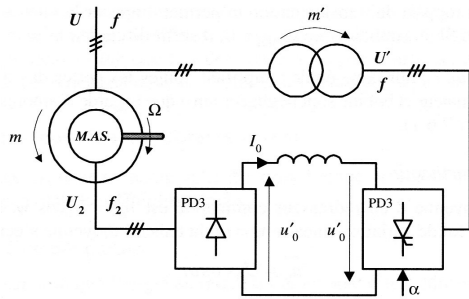 U f
m'
U'
f
m
M.AS.
Ω
U₂ f₂
I₀
PD3
u'₀
u'₀
PD3
α